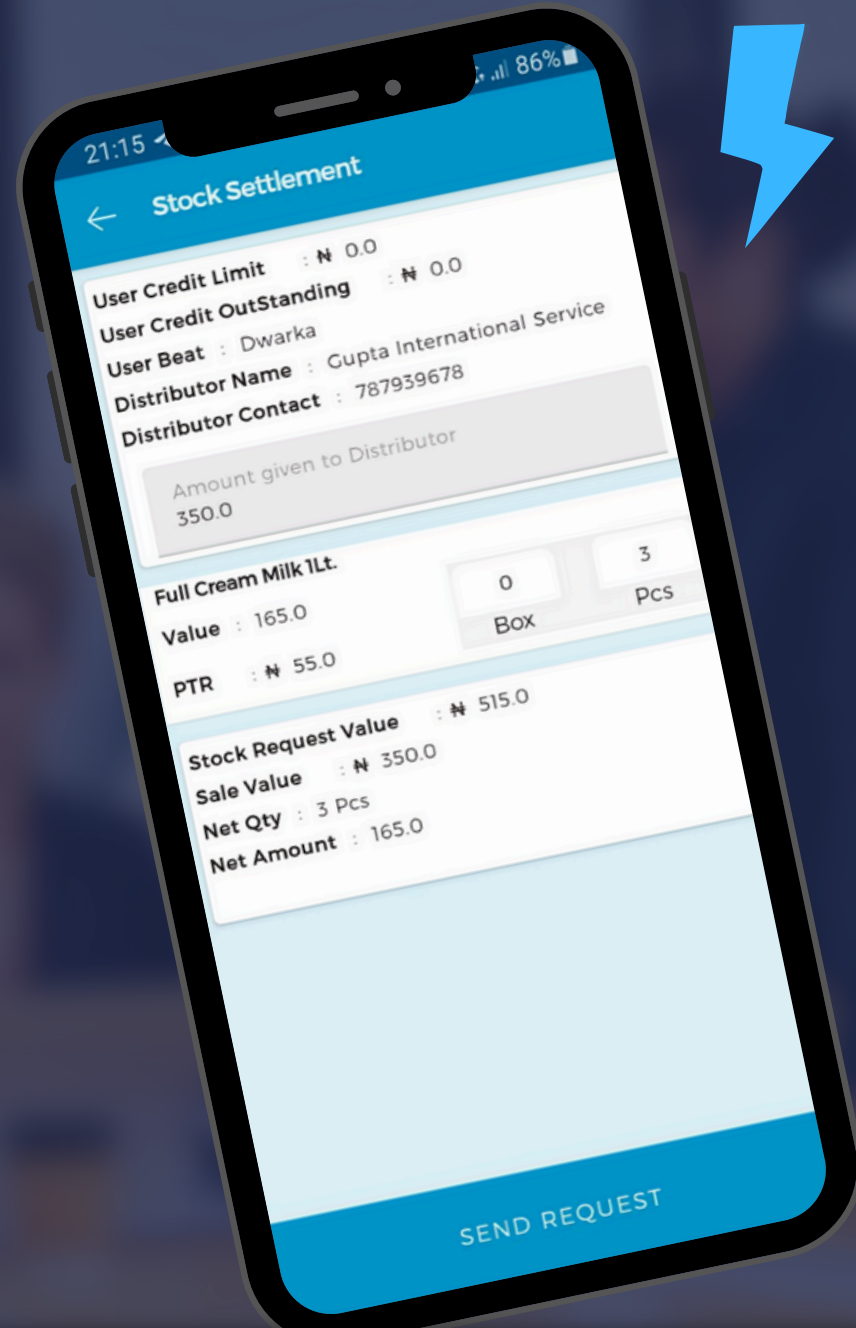 21:15 86%
Stock Settlement
User Credit Limit : ₦ 0.0
User Credit OutStanding : ₦ 0.0
User Beat : Dwarka
Distributor Name : Gupta International Service
Distributor Contact : 787939678
Amount given to Distributor
350.0
Full Cream Milk 1Lt.
Value : 165.0
PTR : ₦ 55.0
0 3
Box Pcs
Stock Request Value : ₦ 515.0
Sale Value : ₦ 350.0
Net Qty : 3 Pcs
Net Amount : 165.0
SEND REQUEST